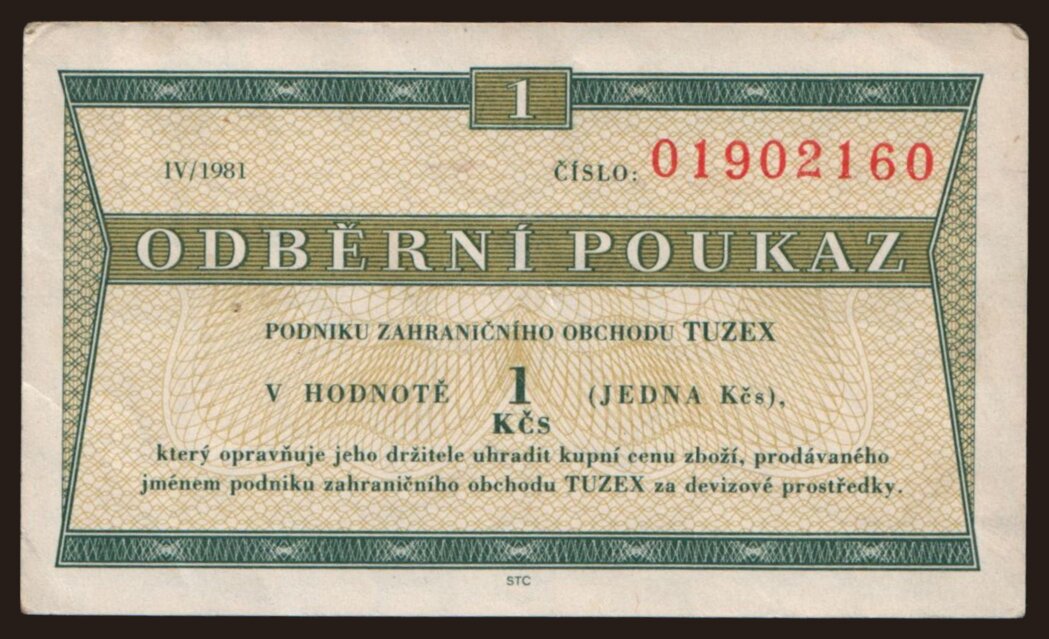 1
IV/1981 ČÍSLO: 01902160
ODBĚRNÍ POUKAZ
PODNIKU ZAHRANIČNÍHO OBCHODU TUZEX
V HODNOTĚ 1 (JEDNA Kčs),
KČS
který opravňuje jeho držitele uhradit kupní cenu zboží, prodávaného
jménem podniku zahraničního obchodu TUZEX za devizové prostředky.
STC